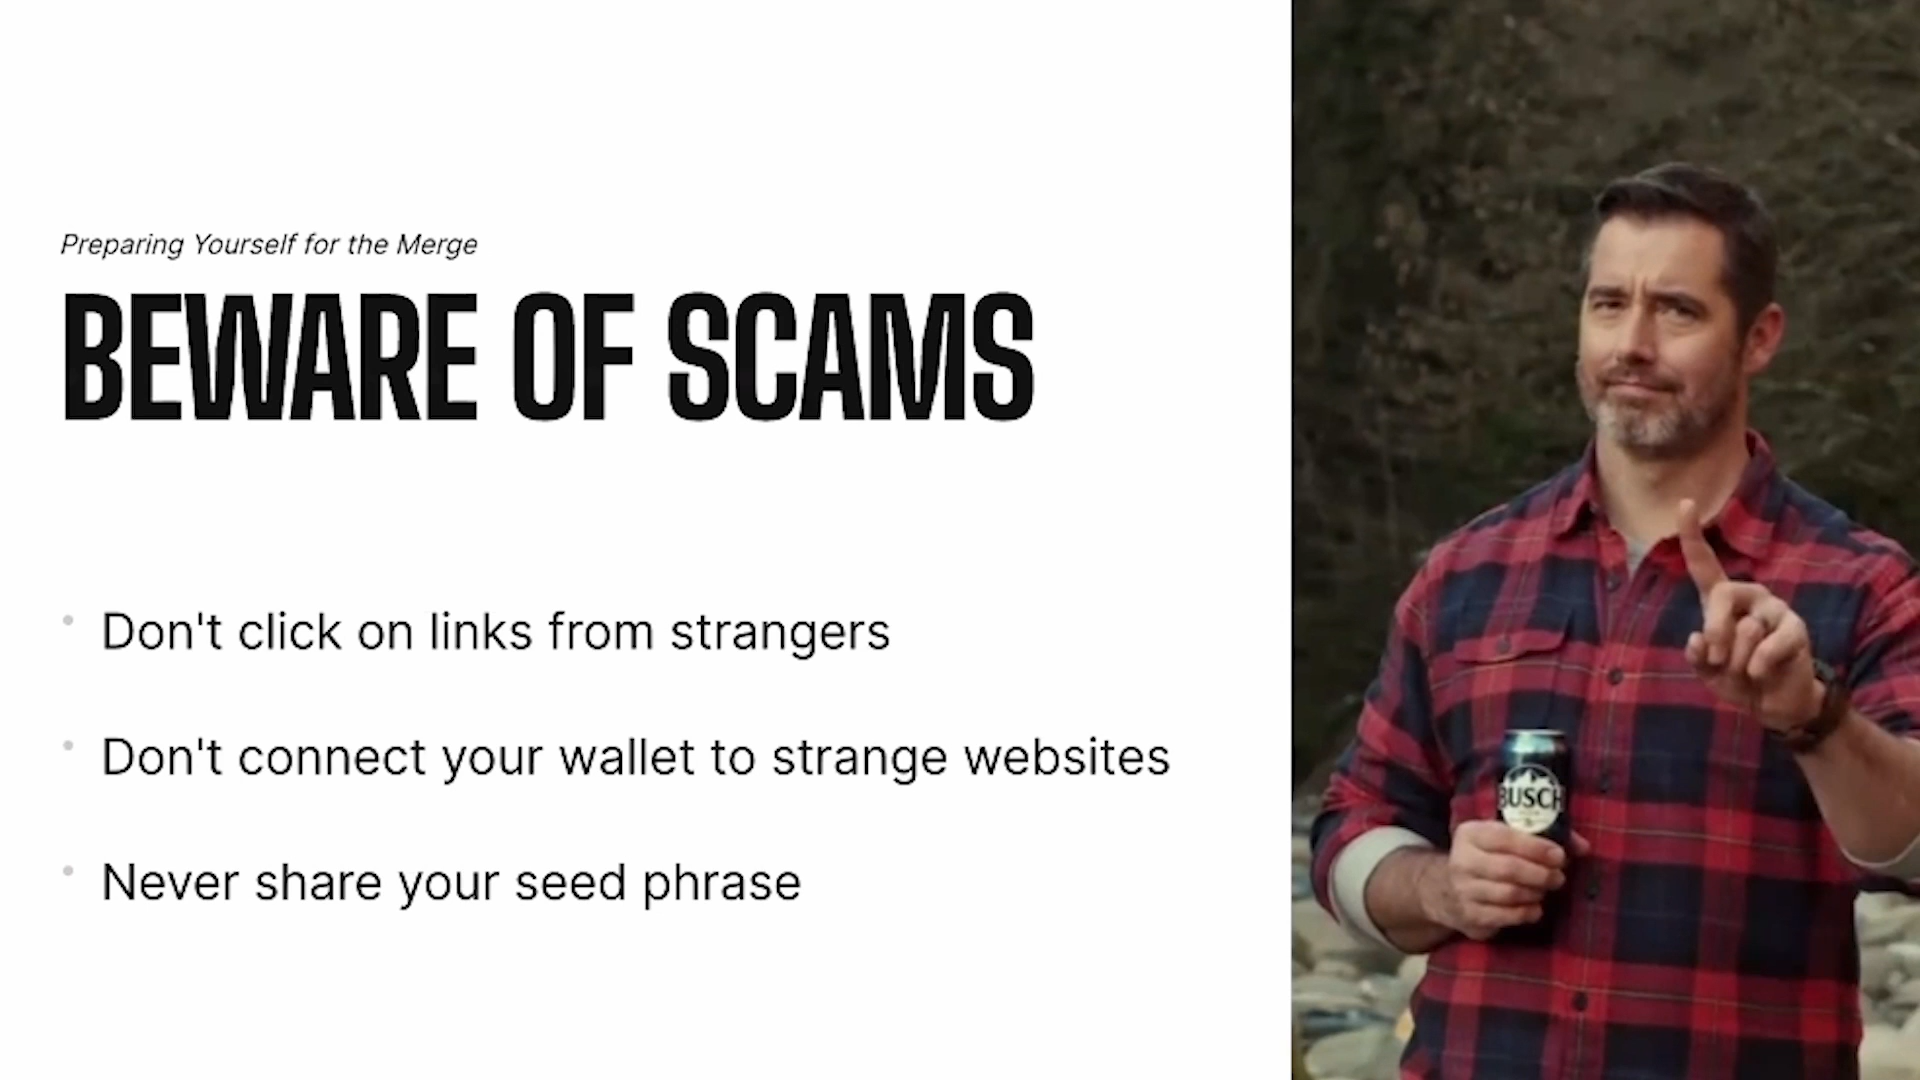 Preparing Yourself for the Merge
BEWARE OF SCAMS
Don't click on links from strangers
Don't connect your wallet to strange websites
Never share your seed phrase
BUSCH